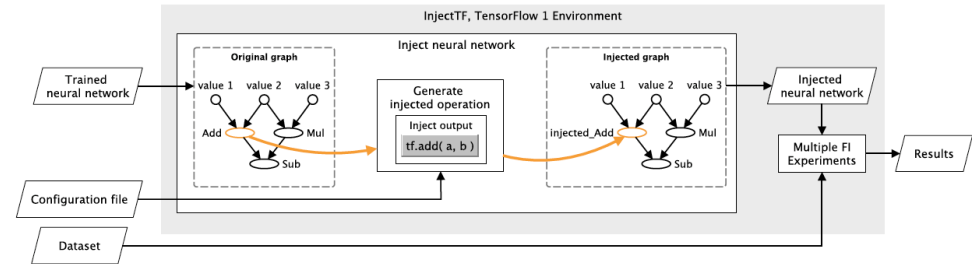 InjectTF, TensorFlow 1 Environment
Inject neural network
Original graph
value 1 value 2 value 3
Add
Mul
Sub
Generate
injected operation
Inject output
tf.add( a, b )
Injected graph
value 1 value 2 value 3
injected_Add
Mul
Sub
Trained
neural network
Configuration file
Dataset
Injected
neural network
Multiple FI
Experiments
Results